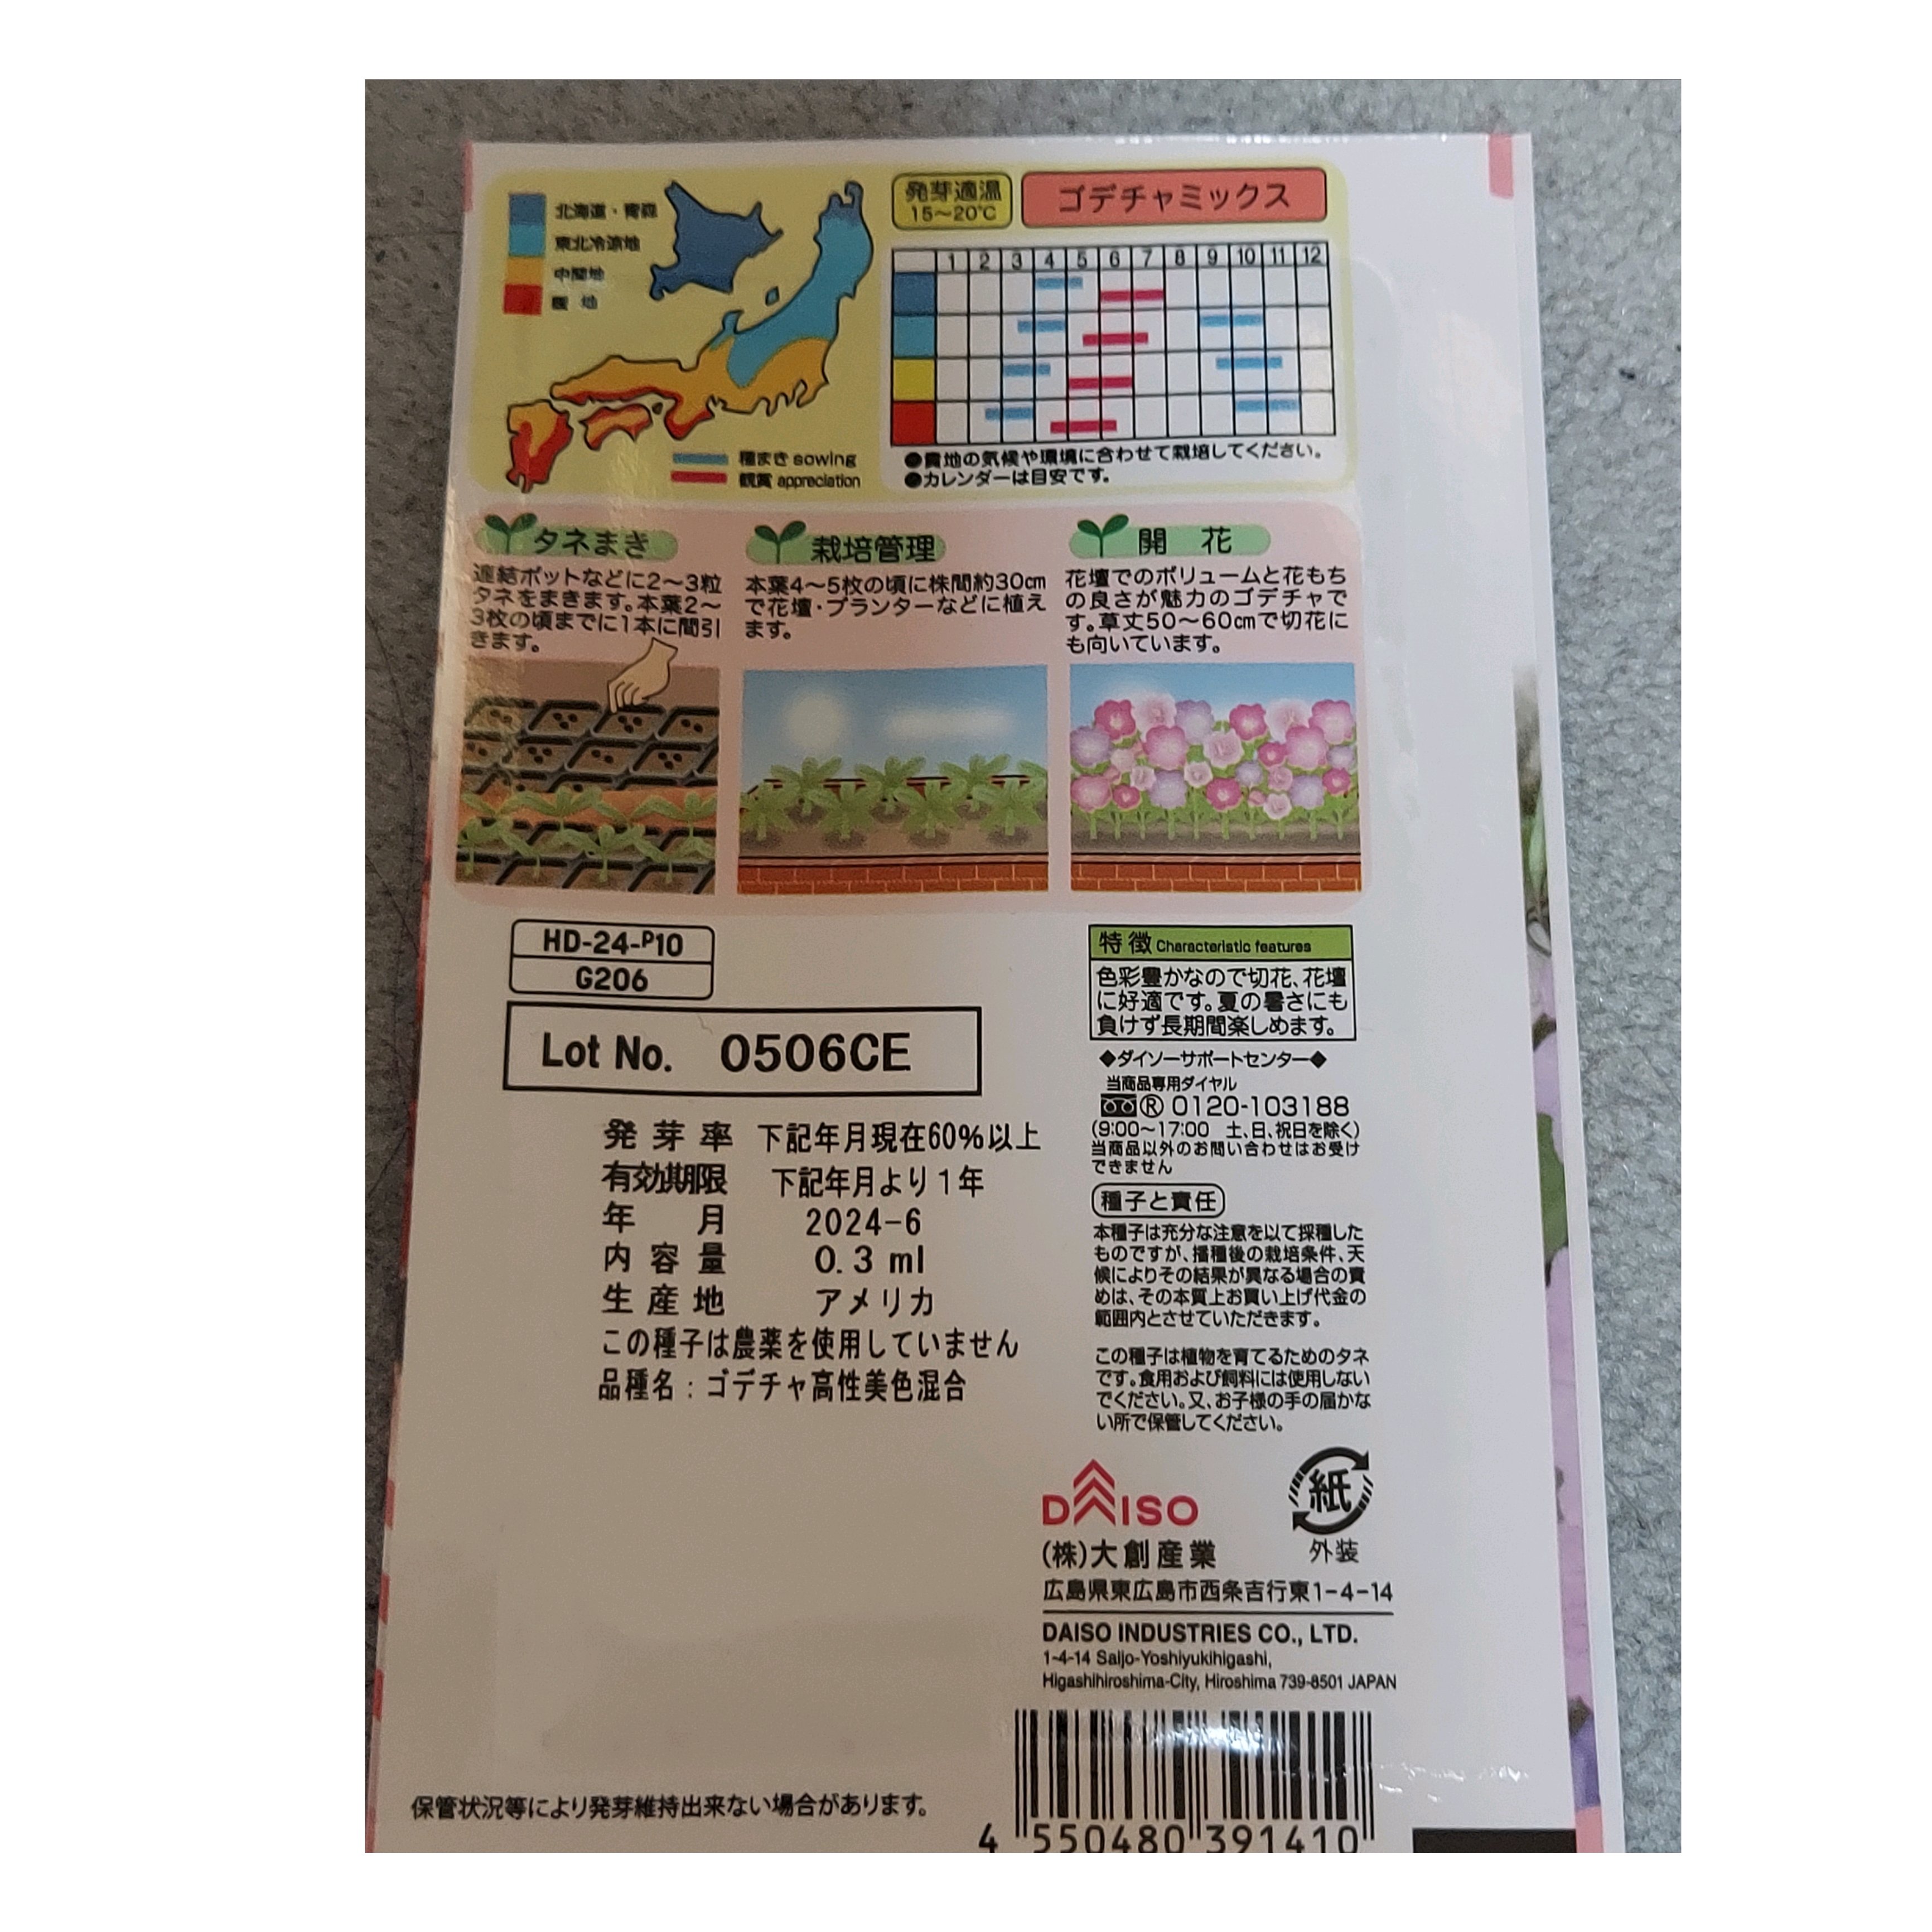 北海道・青森
東北冷涼地
中間地
暖 地
種まき sowing
観賞 appreciation
発芽適温
15～20℃
ゴデチャミックス
1 2 3 4 5 6 7 8 9 10 11 12
●貴地の気候や環境に合わせて栽培してください。
●カレンダーは目安です。
タネまき
連結ポットなどに2～3粒
タネをまきます。本葉2～
3枚の頃までに1本に間引
きます。
栽培管理
本葉4～5枚の頃に株間約30㎝
で花壇・プランターなどに植え
ます。
開 花
花壇でのボリュームと花もち
の良さが魅力のゴデチャで
す。草丈50～60㎝で切花に
も向いています。
HD-24-P10
G206
Lot No. 0506CE
発芽率 下記年月現在60%以上
有効期限 下記年月より1年
年 月 2024-6
内容量 0.3 ml
生産地 アメリカ
この種子は農薬を使用していません
品種名：ゴデチャ高性美色混合
特徴 Characteristic features
色彩豊かなので切花、花壇
に好適です。夏の暑さにも
負けず長期間楽しめます。
◆ダイソーサポートセンター◆
当商品専用ダイヤル
® 0120-103188
(9:00～17:00 土、日、祝日を除く)
当商品以外のお問い合わせはお受け
できません
種子と責任
本種子は充分な注意を以て採種した
ものですが、播種後の栽培条件、天
候によりその結果が異なる場合の責
めは、その本質上お買い上げ代金の
範囲内とさせていただきます。
この種子は植物を育てるためのタネ
です。食用および飼料には使用しない
でください。又、お子様の手の届かな
い所で保管してください。
DAISO
紙
外装
(株)大創産業
広島県東広島市西条吉行東1-4-14
DAISO INDUSTRIES CO., LTD.
1-4-14 Saijo-Yoshiyukihigashi,
Higashihiroshima-City, Hiroshima 739-8501 JAPAN
保管状況等により発芽維持出来ない場合があります。
4 550480 391410